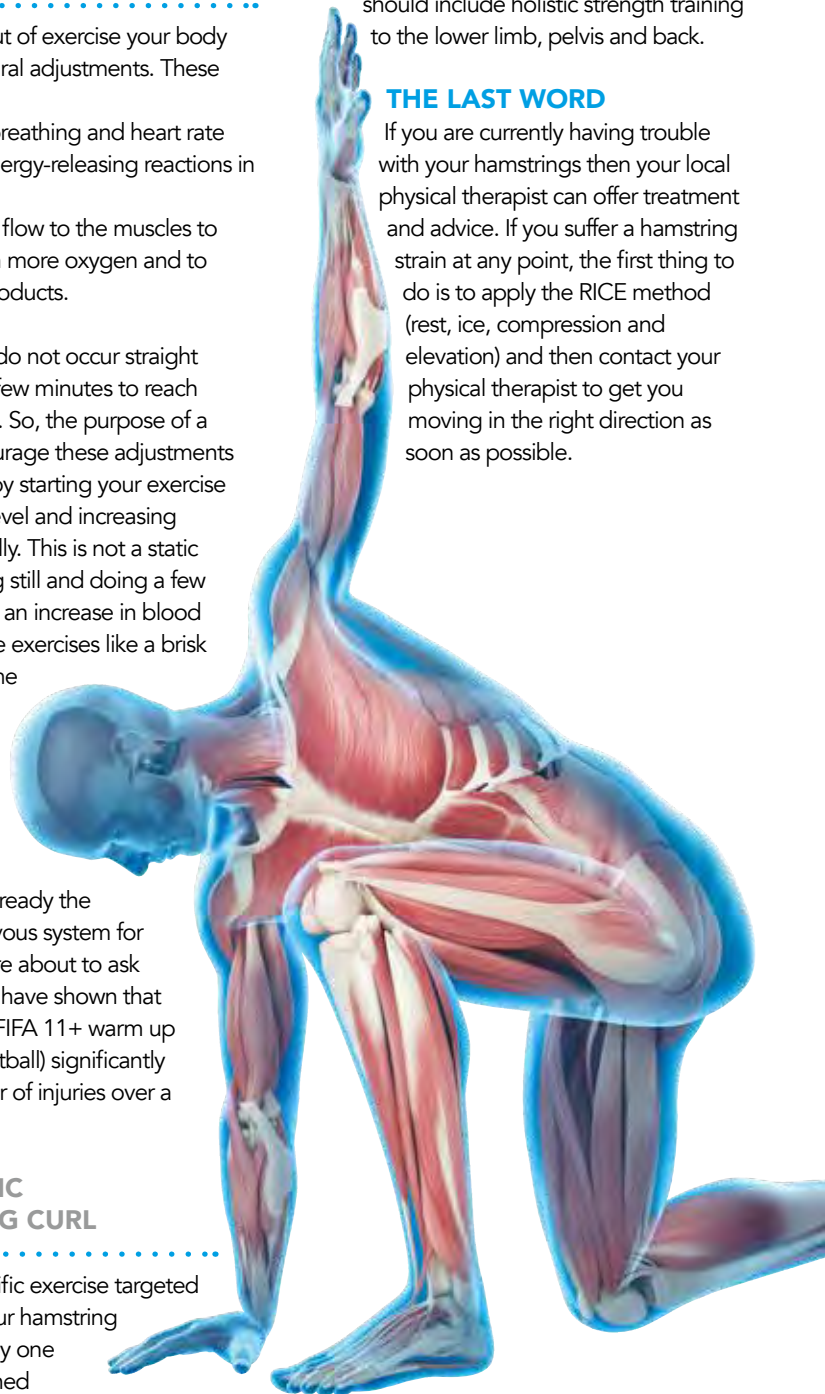 ut of exercise your body
ral adjustments. These
reathing and heart rate
ergy-releasing reactions in
flow to the muscles to
more oxygen and to
oducts.
do not occur straight
few minutes to reach
. So, the purpose of a
urage these adjustments
by starting your exercise
evel and increasing
lly. This is not a static
g still and doing a few
an increase in blood
e exercises like a brisk
ne
ready the
vous system for
re about to ask
have shown that
FIFA 11+ warm up
tball) significantly
r of injuries over a
IC
G CURL
ific exercise targeted
ur hamstring
y one
ned
should include holistic strength training
to the lower limb, pelvis and back.
THE LAST WORD
If you are currently having trouble
with your hamstrings then your local
physical therapist can offer treatment
and advice. If you suffer a hamstring
strain at any point, the first thing to
do is to apply the RICE method
(rest, ice, compression and
elevation) and then contact your
physical therapist to get you
moving in the right direction as
soon as possible.